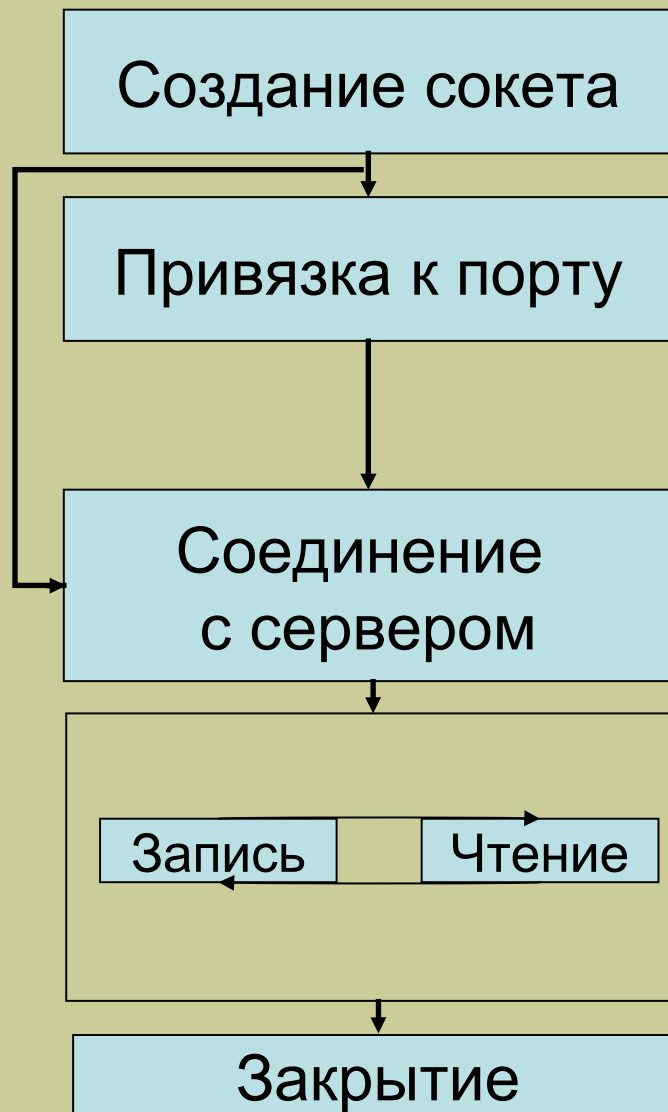 Создание сокета
Привязка к порту
Соединение
с сервером
Запись Чтение
Закрытие